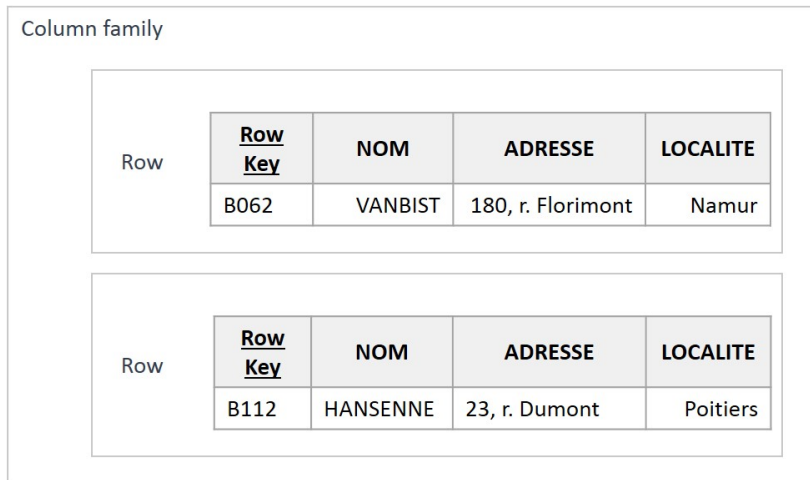 Column family
Row
Row Key NOM ADRESSE LOCALITE
B062 VANBIST 180, r. Florimont Namur
Row
Row Key NOM ADRESSE LOCALITE
B112 HANSENNE 23, r. Dumont Poitiers